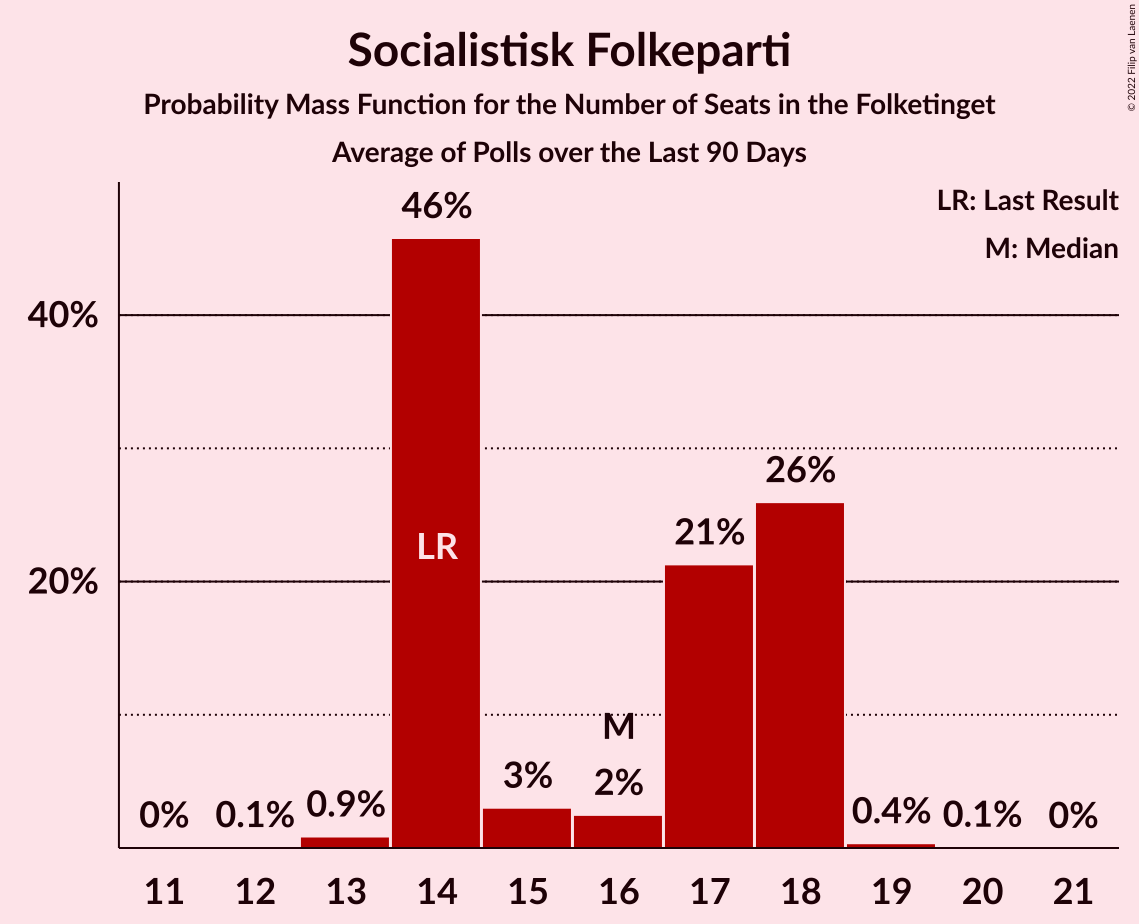 Socialistisk Folkeparti
Probability Mass Function for the Number of Seats in the Folketinget
Average of Polls over the Last 90 Days
© 2022 Filip van Laenen
LR: Last Result
M: Median
46%
40%
26%
21%
LR
20%
M
3%
2%
0%
0.1%
0.9%
0.4%
0.1%
0%
11 12 13 14 15 16 17 18 19 20 21